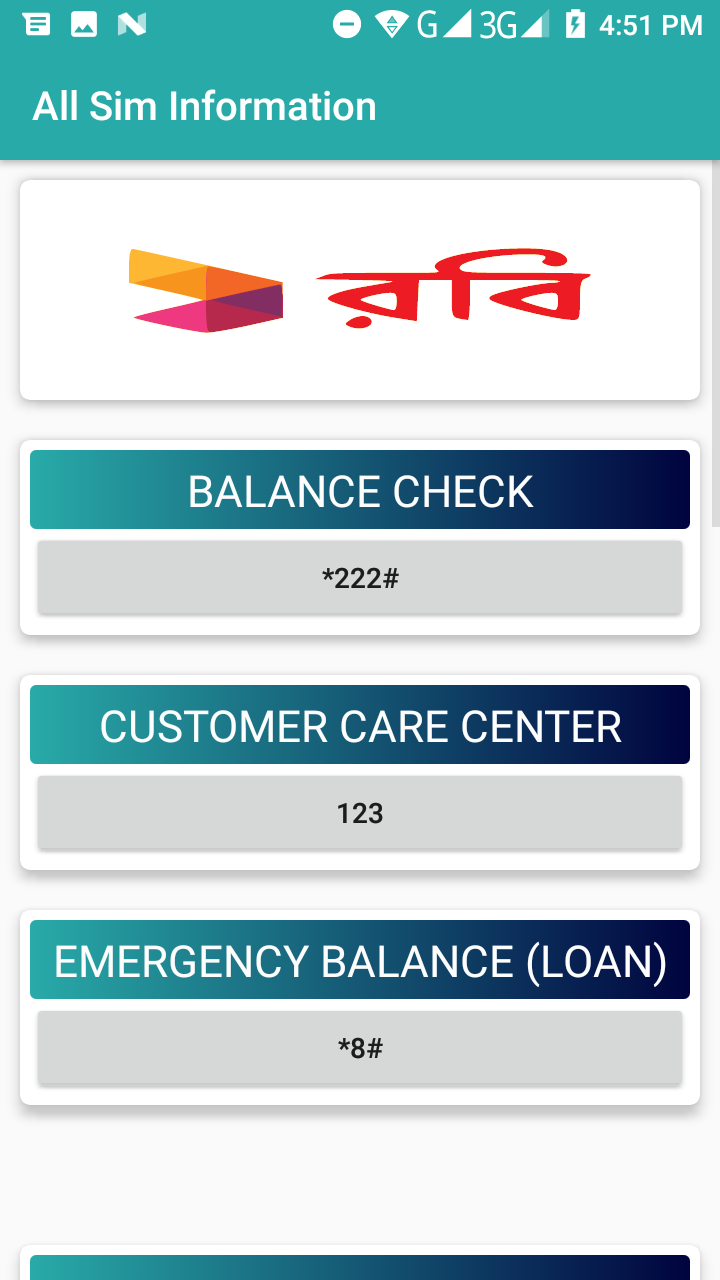 G 3G 4:51 PM
All Sim Information
রবি
BALANCE CHECK
*222#
CUSTOMER CARE CENTER
123
EMERGENCY BALANCE (LOAN)
*8#